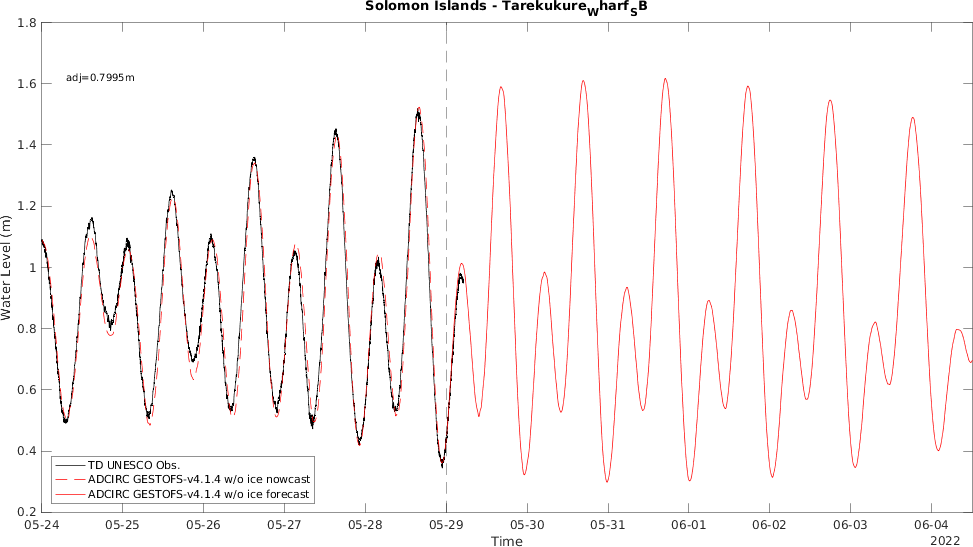 Solomon Islands - Tarekukure_Wharf_SB
1.8
1.6
1.4
1.2
1
0.8
0.6
0.4
0.2
Water Level (m)
adj=0.7995m
TD UNESCO Obs.
ADCIRC GESTOFS-v4.1.4 w/o ice nowcast
ADCIRC GESTOFS-v4.1.4 w/o ice forecast
05-24 05-25 05-26 05-27 05-28 05-29 05-30 05-31 06-01 06-02 06-03 06-04
Time
2022